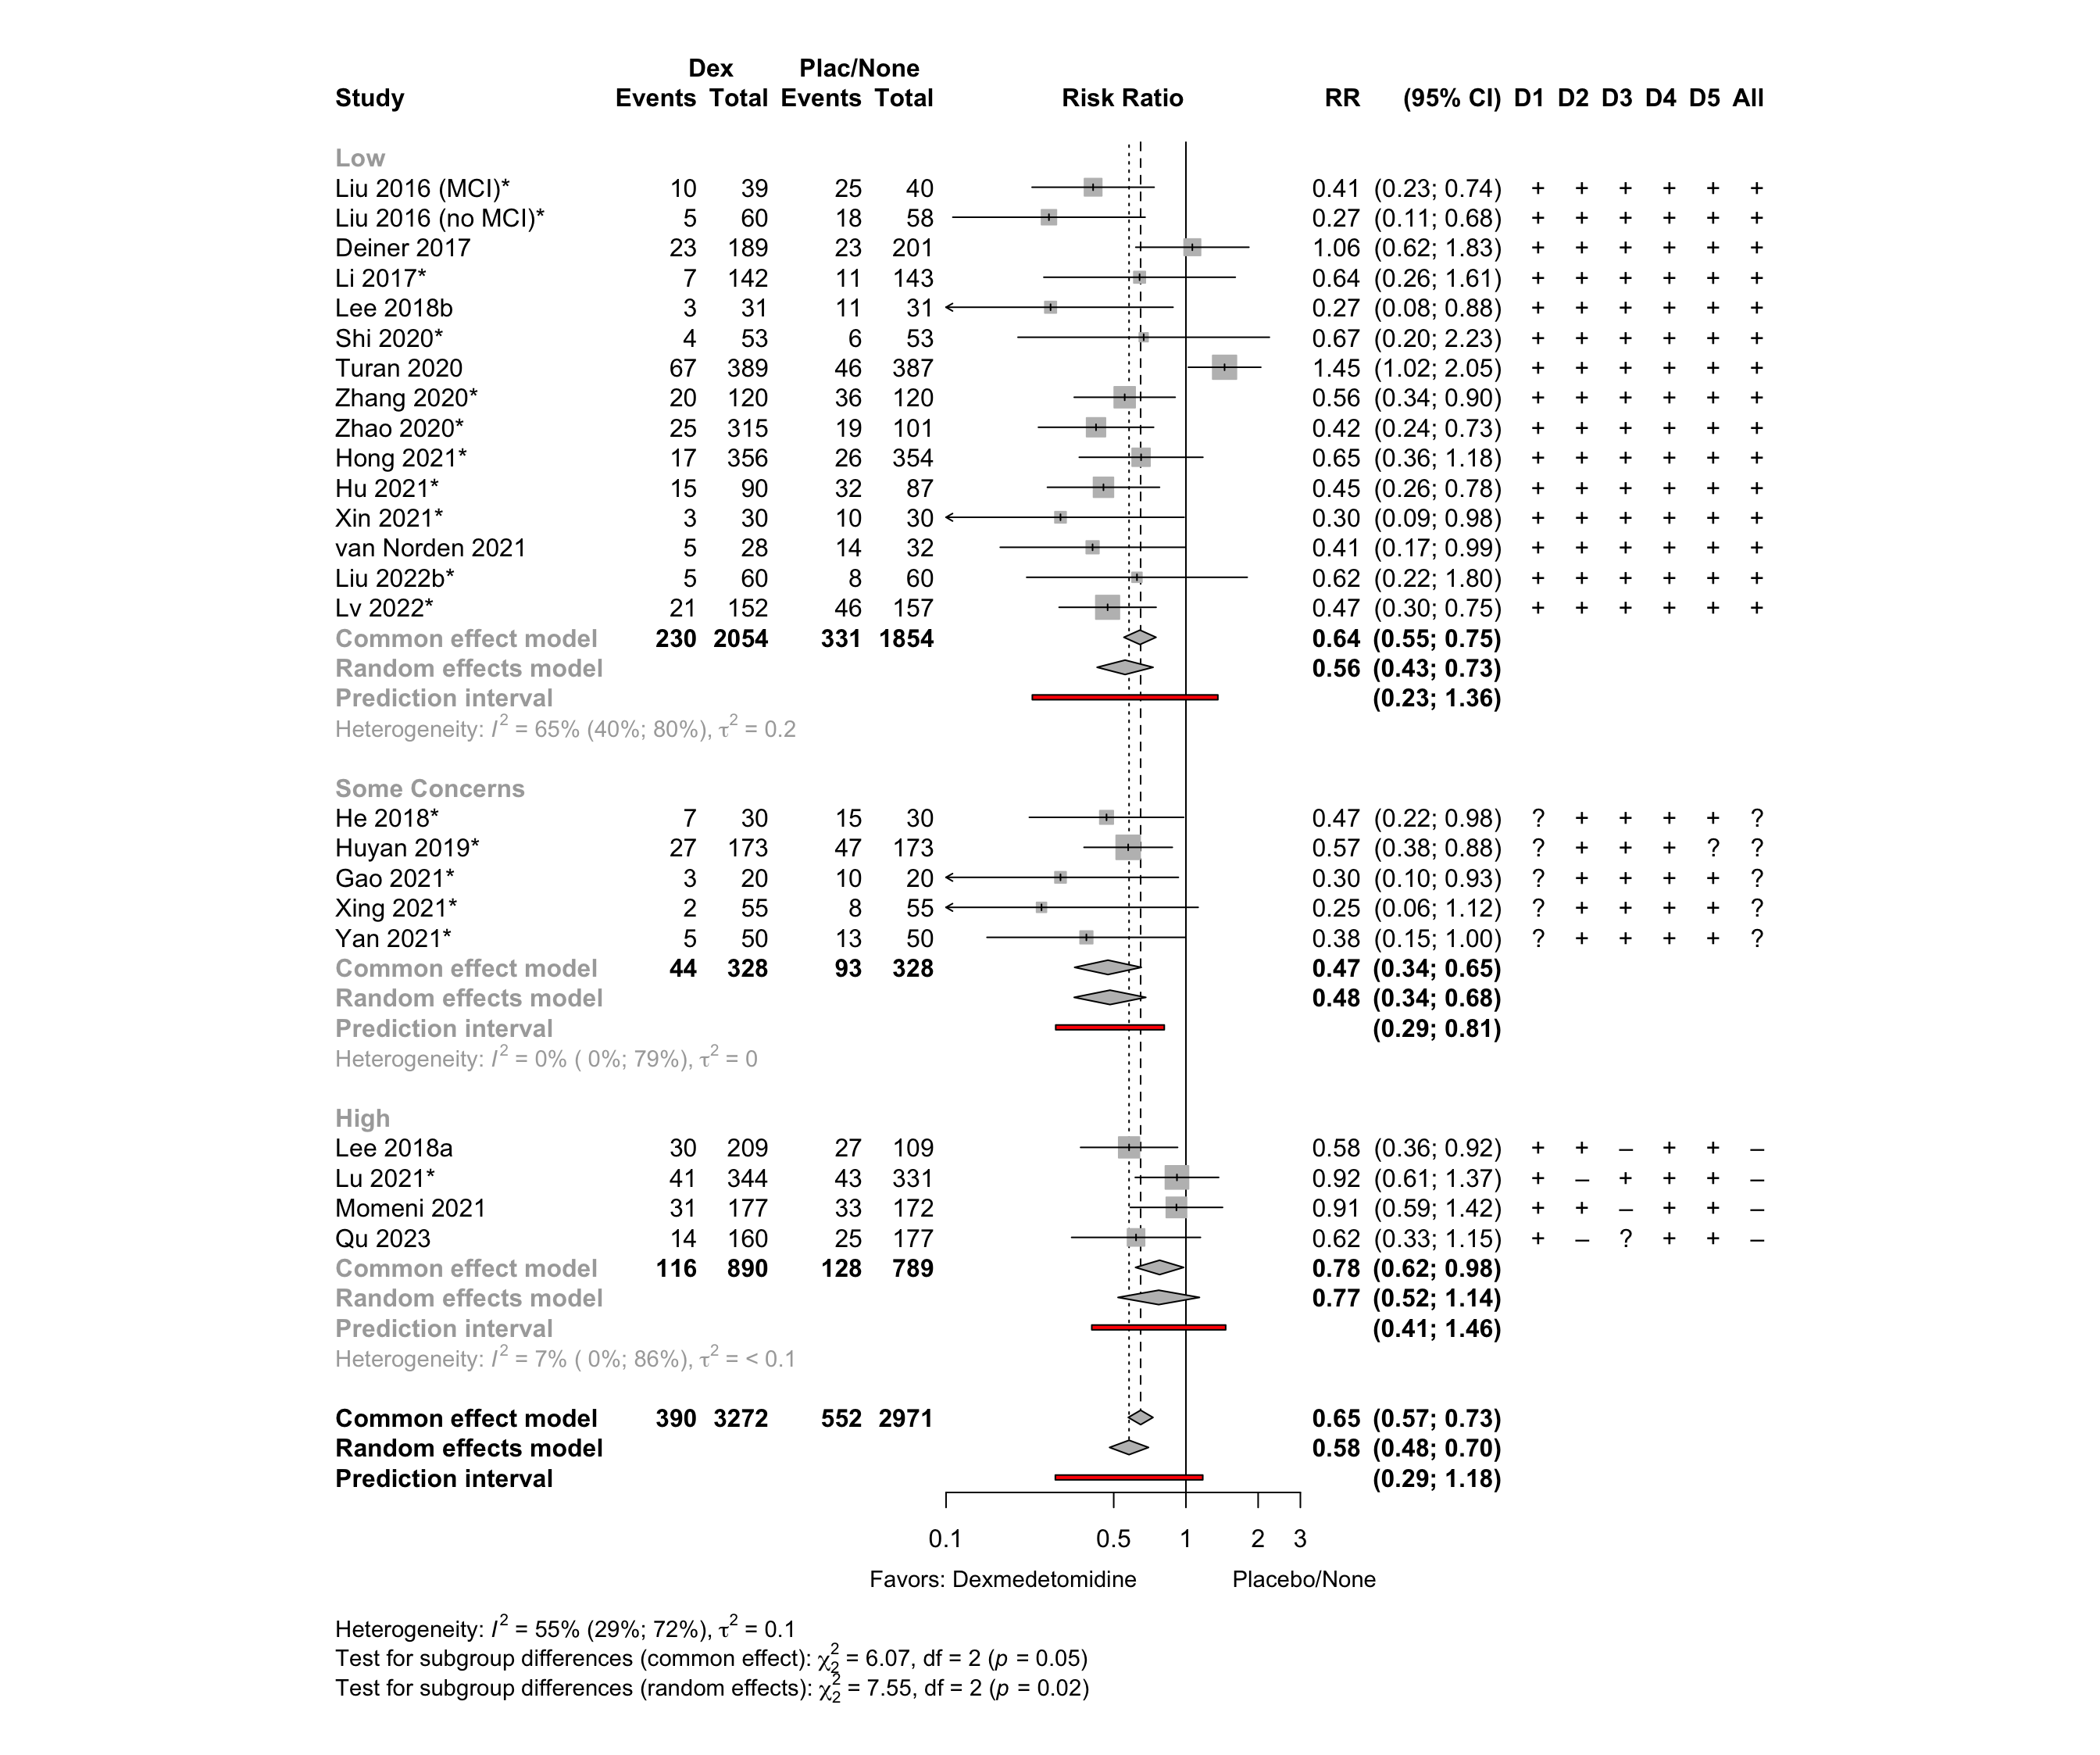 Dex Plac/None
Study Events Total Events Total Risk Ratio RR (95% CI) D1 D2 D3 D4 D5 All
Low
Liu 2016 (MCI)* 10 39 25 40 0.41 (0.23; 0.74) + + + + + +
Liu 2016 (no MCI)* 5 60 18 58 0.27 (0.11; 0.68) + + + + + +
Deiner 2017 23 189 23 201 1.06 (0.62; 1.83) + + + + + +
Li 2017* 7 142 11 143 0.64 (0.26; 1.61) + + + + + +
Lee 2018b 3 31 11 31 0.27 (0.08; 0.88) + + + + + +
Shi 2020* 4 53 6 53 0.67 (0.20; 2.23) + + + + + +
Turan 2020 67 389 46 387 1.45 (1.02; 2.05) + + + + + +
Zhang 2020* 20 120 36 120 0.56 (0.34; 0.90) + + + + + +
Zhao 2020* 25 315 19 101 0.42 (0.24; 0.73) + + + + + +
Hong 2021* 17 356 26 354 0.65 (0.36; 1.18) + + + + + +
Hu 2021* 15 90 32 87 0.45 (0.26; 0.78) + + + + + +
Xin 2021* 3 30 10 30 0.30 (0.09; 0.98) + + + + + +
van Norden 2021 5 28 14 32 0.41 (0.17; 0.99) + + + + + +
Liu 2022b* 5 60 8 60 0.62 (0.22; 1.80) + + + + + +
Lv 2022* 21 152 46 157 0.47 (0.30; 0.75) + + + + + +
Common effect model 230 2054 331 1854 0.64 (0.55; 0.75)
Random effects model 0.56 (0.43; 0.73)
Prediction interval (0.23; 1.36)
Heterogeneity: I² = 65% (40%; 80%), τ² = 0.2
Some Concerns
He 2018* 7 30 15 30 0.47 (0.22; 0.98) ? + + + + ?
Huyan 2019* 27 173 47 173 0.57 (0.38; 0.88) ? + + + ? ?
Gao 2021* 3 20 10 20 0.30 (0.10; 0.93) ? + + + + ?
Xing 2021* 2 55 8 55 0.25 (0.06; 1.12) ? + + + + ?
Yan 2021* 5 50 13 50 0.38 (0.15; 1.00) ? + + + + ?
Common effect model 44 328 93 328 0.47 (0.34; 0.65)
Random effects model 0.48 (0.34; 0.68)
Prediction interval (0.29; 0.81)
Heterogeneity: I² = 0% ( 0%; 79%), τ² = 0
High
Lee 2018a 30 209 27 109 0.58 (0.36; 0.92) + + – + + –
Lu 2021* 41 344 43 331 0.92 (0.61; 1.37) + – + + + –
Momeni 2021 31 177 33 172 0.91 (0.59; 1.42) + + – + + –
Qu 2023 14 160 25 177 0.62 (0.33; 1.15) + – ? + + –
Common effect model 116 890 128 789 0.78 (0.62; 0.98)
Random effects model 0.77 (0.52; 1.14)
Prediction interval (0.41; 1.46)
Heterogeneity: I² = 7% ( 0%; 86%), τ² = < 0.1
Common effect model 390 3272 552 2971 0.65 (0.57; 0.73)
Random effects model 0.58 (0.48; 0.70)
Prediction interval (0.29; 1.18)
0.1 0.5 1 2 3
Favors: Dexmedetomidine Placebo/None
Heterogeneity: I² = 55% (29%; 72%), τ² = 0.1
Test for subgroup differences (common effect): χ²₂ = 6.07, df = 2 (p = 0.05)
Test for subgroup differences (random effects): χ²₂ = 7.55, df = 2 (p = 0.02)